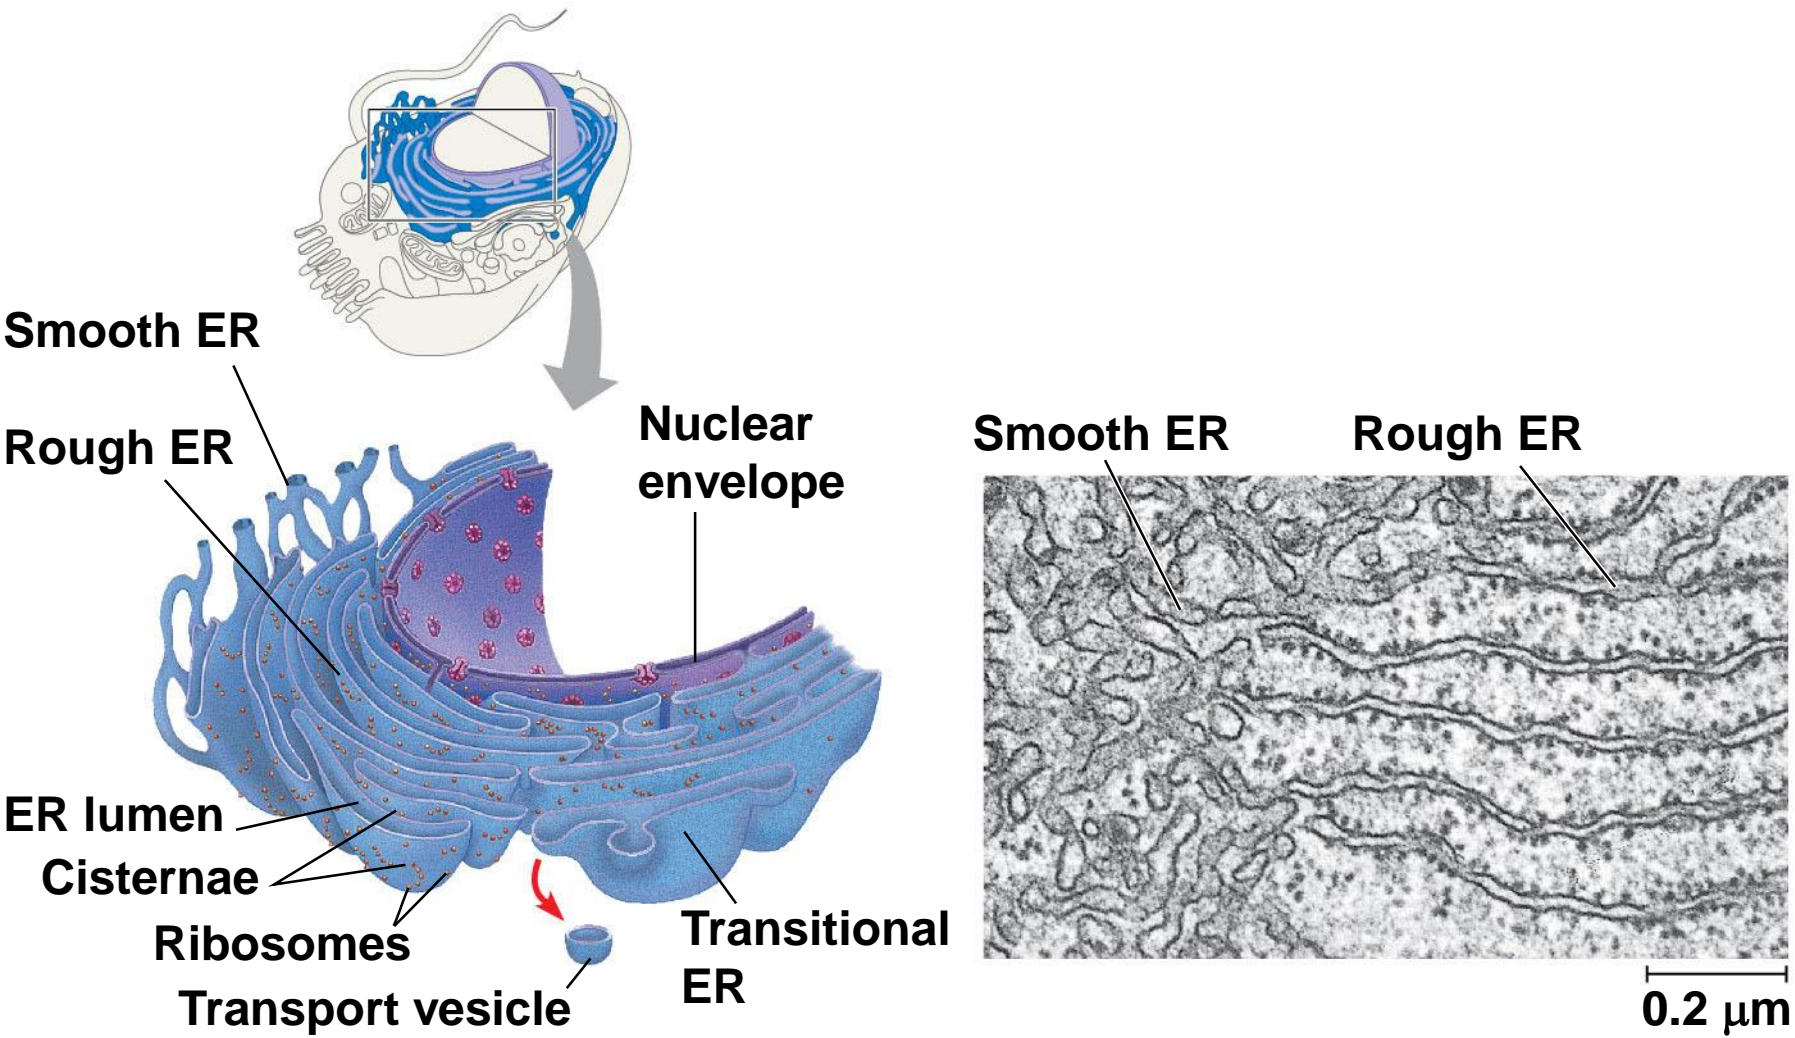 Smooth ER
Rough ER
Nuclear
envelope
ER lumen
Cisternae
Ribosomes
Transport vesicle
Transitional
ER
Smooth ER
Rough ER
0.2 μm